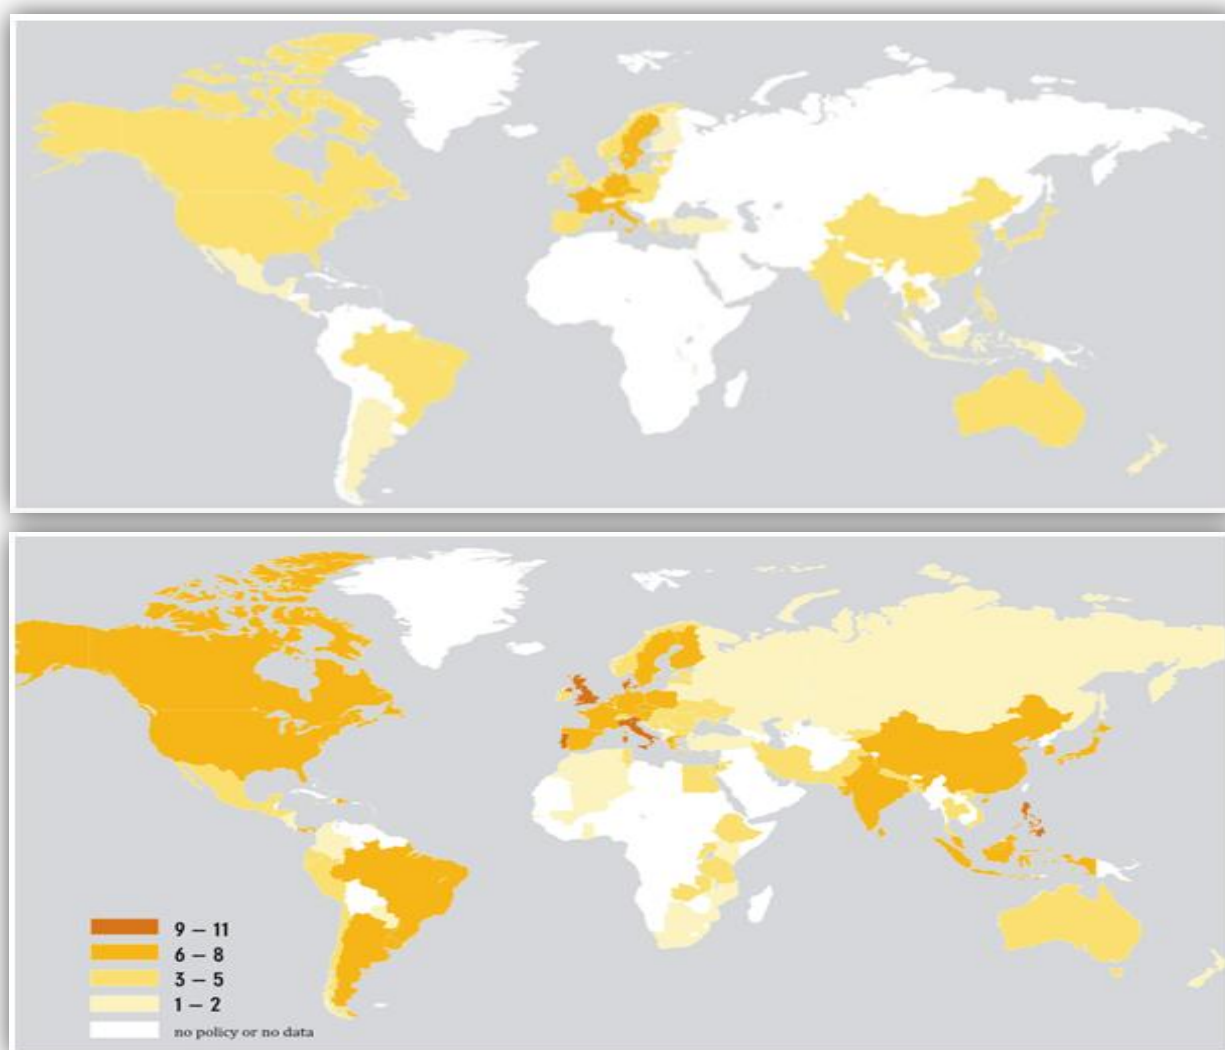 9 – 11
6 – 8
3 – 5
1 – 2
no policy or no data